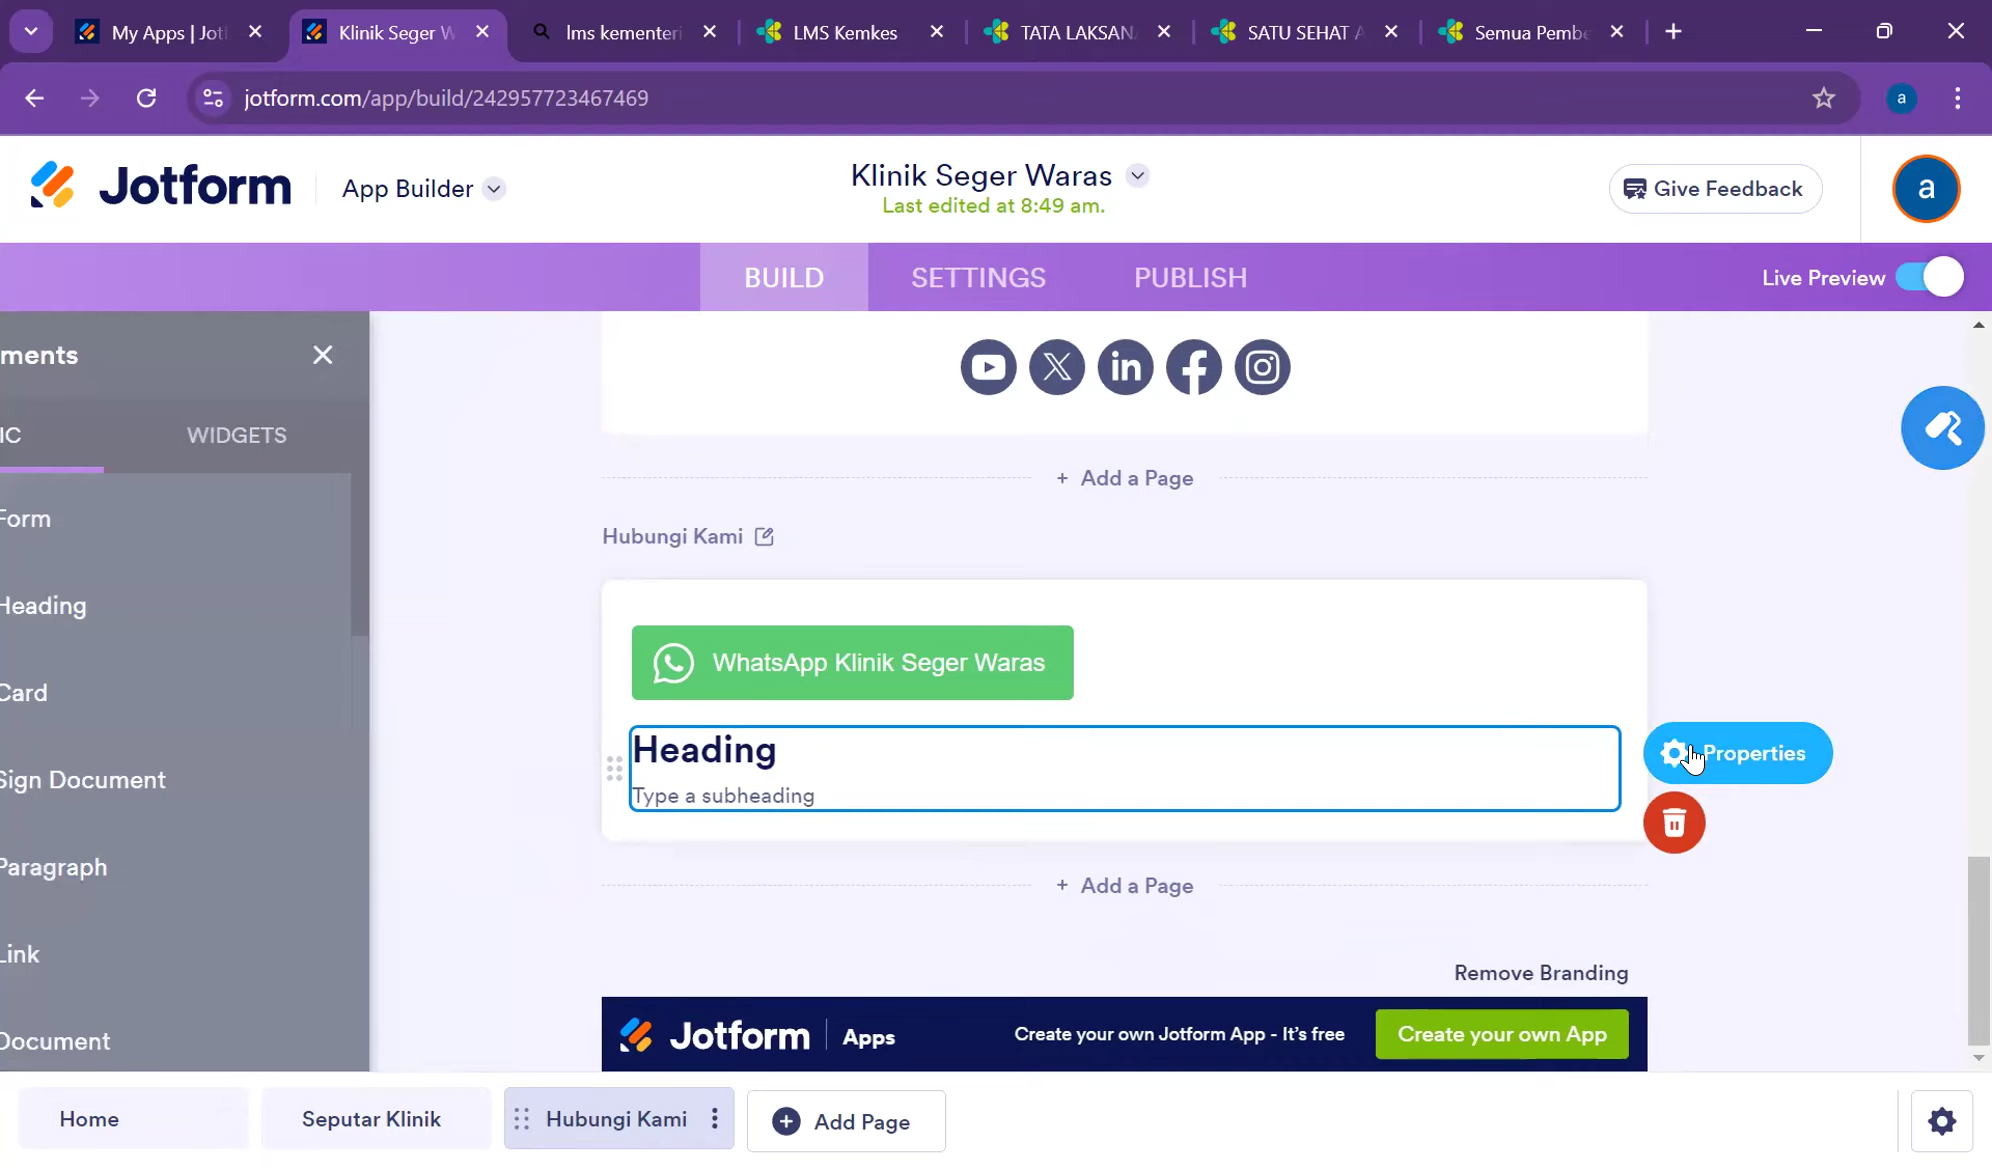 My Apps | Jotf
Klinik Seger W
lms kementeri
LMS Kemkes
TATA LAKSAN
SATU SEHAT A
Semua Pembe
jotform.com/app/build/242957723467469
a
Jotform
App Builder
Klinik Seger Waras
Last edited at 8:49 am.
Give Feedback
a
BUILD
SETTINGS
PUBLISH
Live Preview
ments
IC
WIDGETS
Form
Heading
Card
Sign Document
Paragraph
Link
Document
+ Add a Page
Hubungi Kami
WhatsApp Klinik Seger Waras
Heading
Type a subheading
Properties
+ Add a Page
Remove Branding
Jotform Apps
Create your own Jotform App - It's free
Create your own App
Home
Seputar Klinik
Hubungi Kami
Add Page